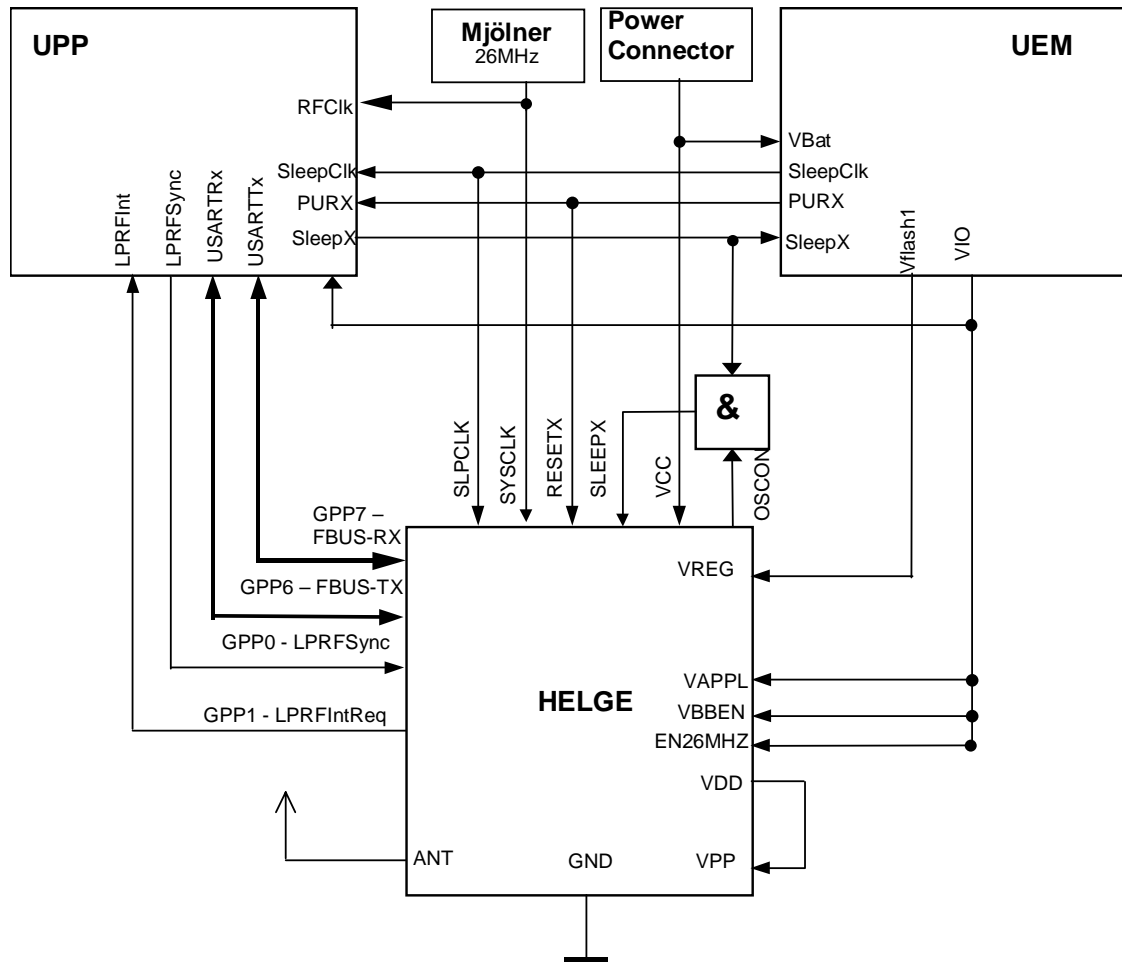 UPP
Mjölner
26MHz
Power
Connector
UEM
RFClk
VBat
SleepClk
SleepClk
PURX
PURX
SleepX
SleepX
LPRFInt
LPRFSync
USARTRx
USARTTx
Vflash1
VIO
&
SLPCLK
SYSCLK
RESETX
SLEEPX
VCC
OSCON
GPP7 –
FBUS-RX
VREG
GPP6 – FBUS-TX
GPP0 - LPRFSync
VAPPL
HELGE
GPP1 - LPRFIntReq
VBBEN
EN26MHZ
VDD
ANT
GND
VPP